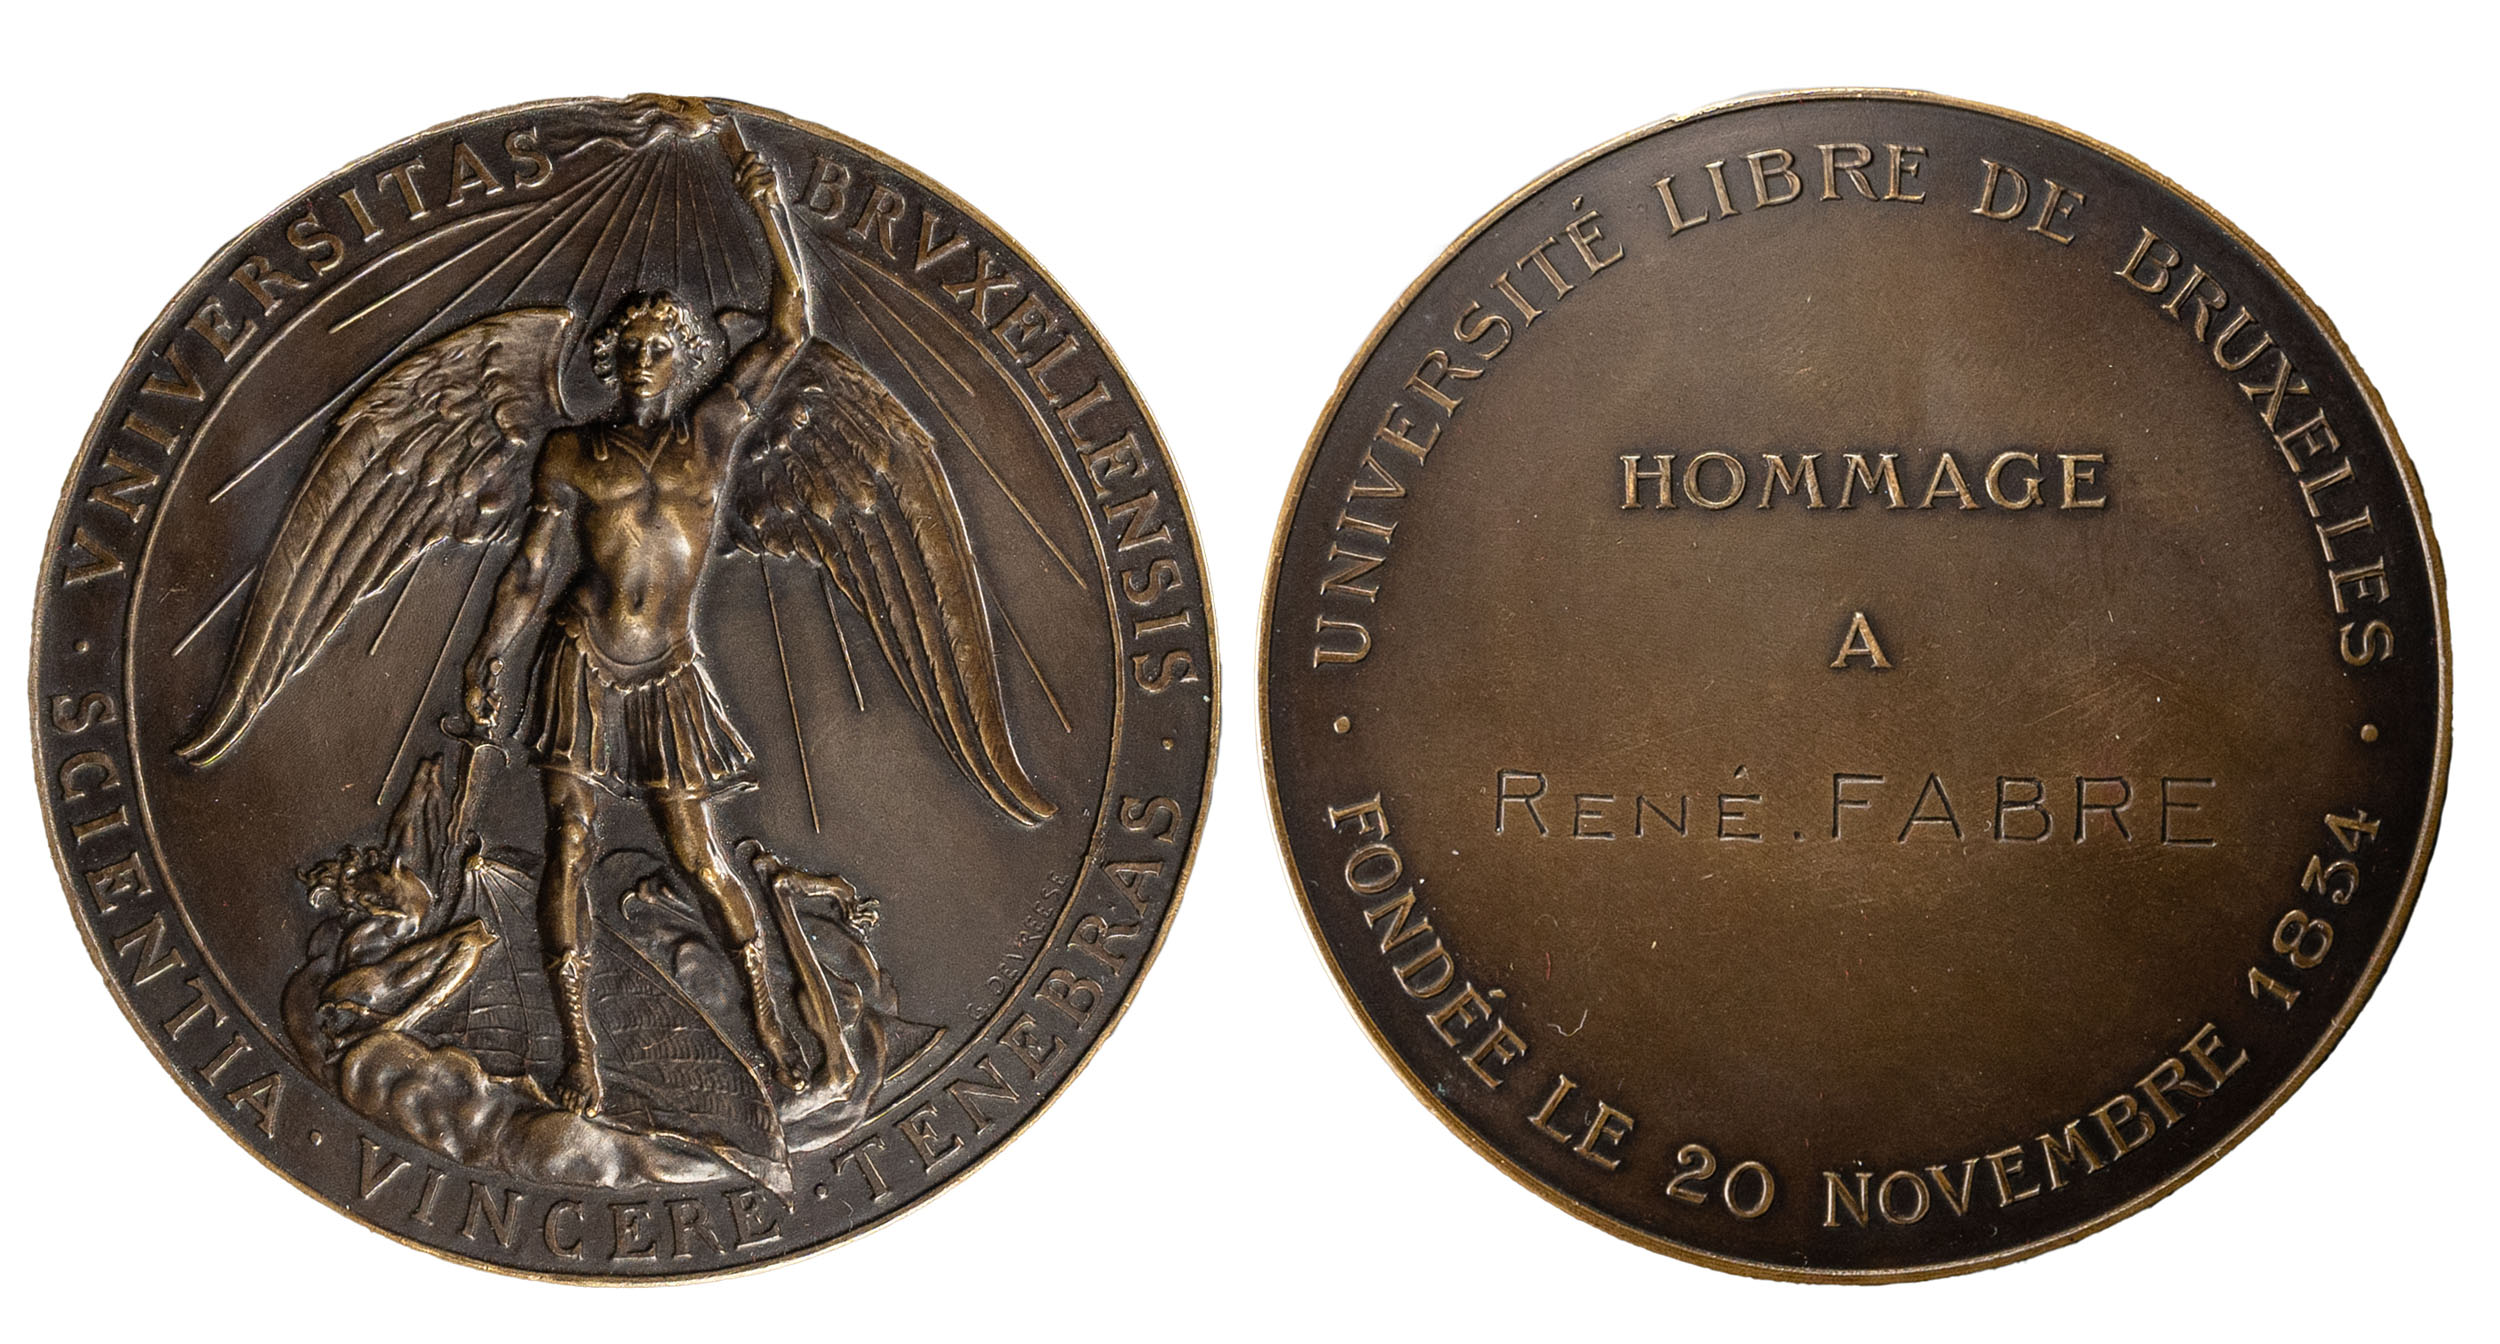 VNIVERSITAS BRVXELLENSIS
SCIENTIA · VINCERE · TENEBRAS
G. DEVREESE
UNIVERSITÉ LIBRE DE BRUXELLES
HOMMAGE
A
RENÉ. FABRE
FONDÉE LE 20 NOVEMBRE 1834